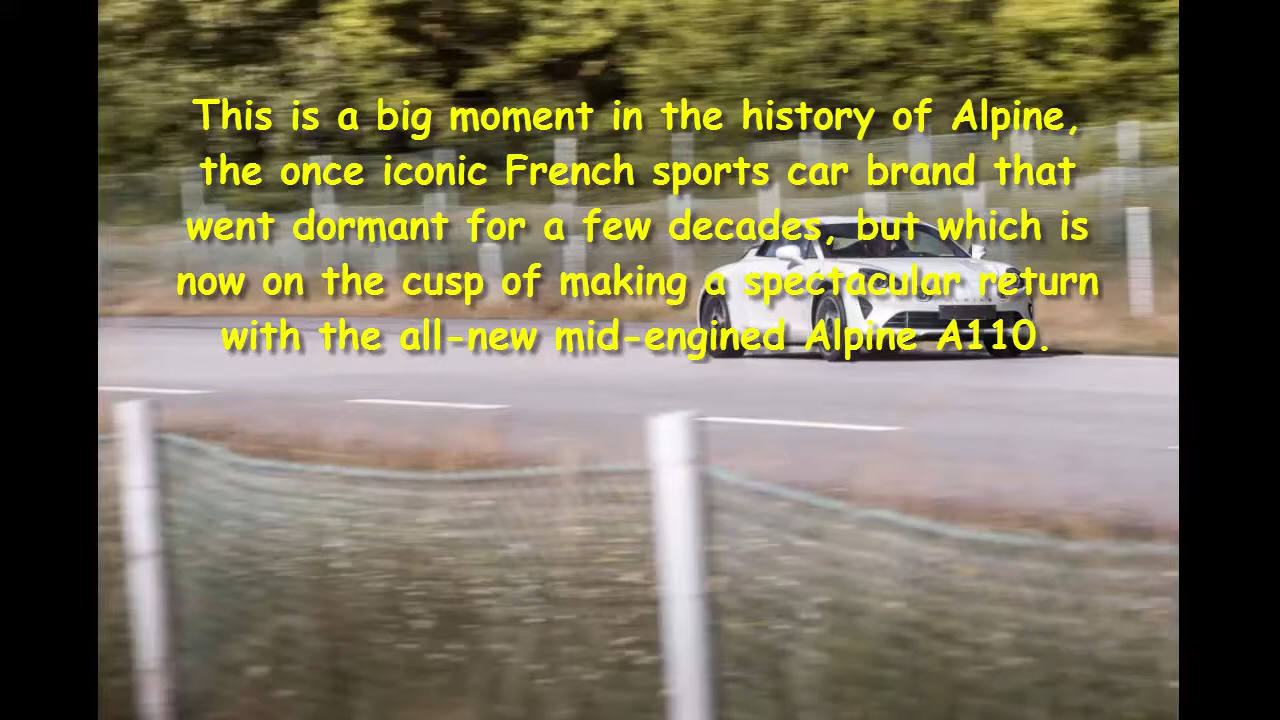 This is a big moment in the history of Alpine,
the once iconic French sports car brand that
went dormant for a few decades, but which is
now on the cusp of making a spectacular return
with the all-new mid-engined Alpine A110.